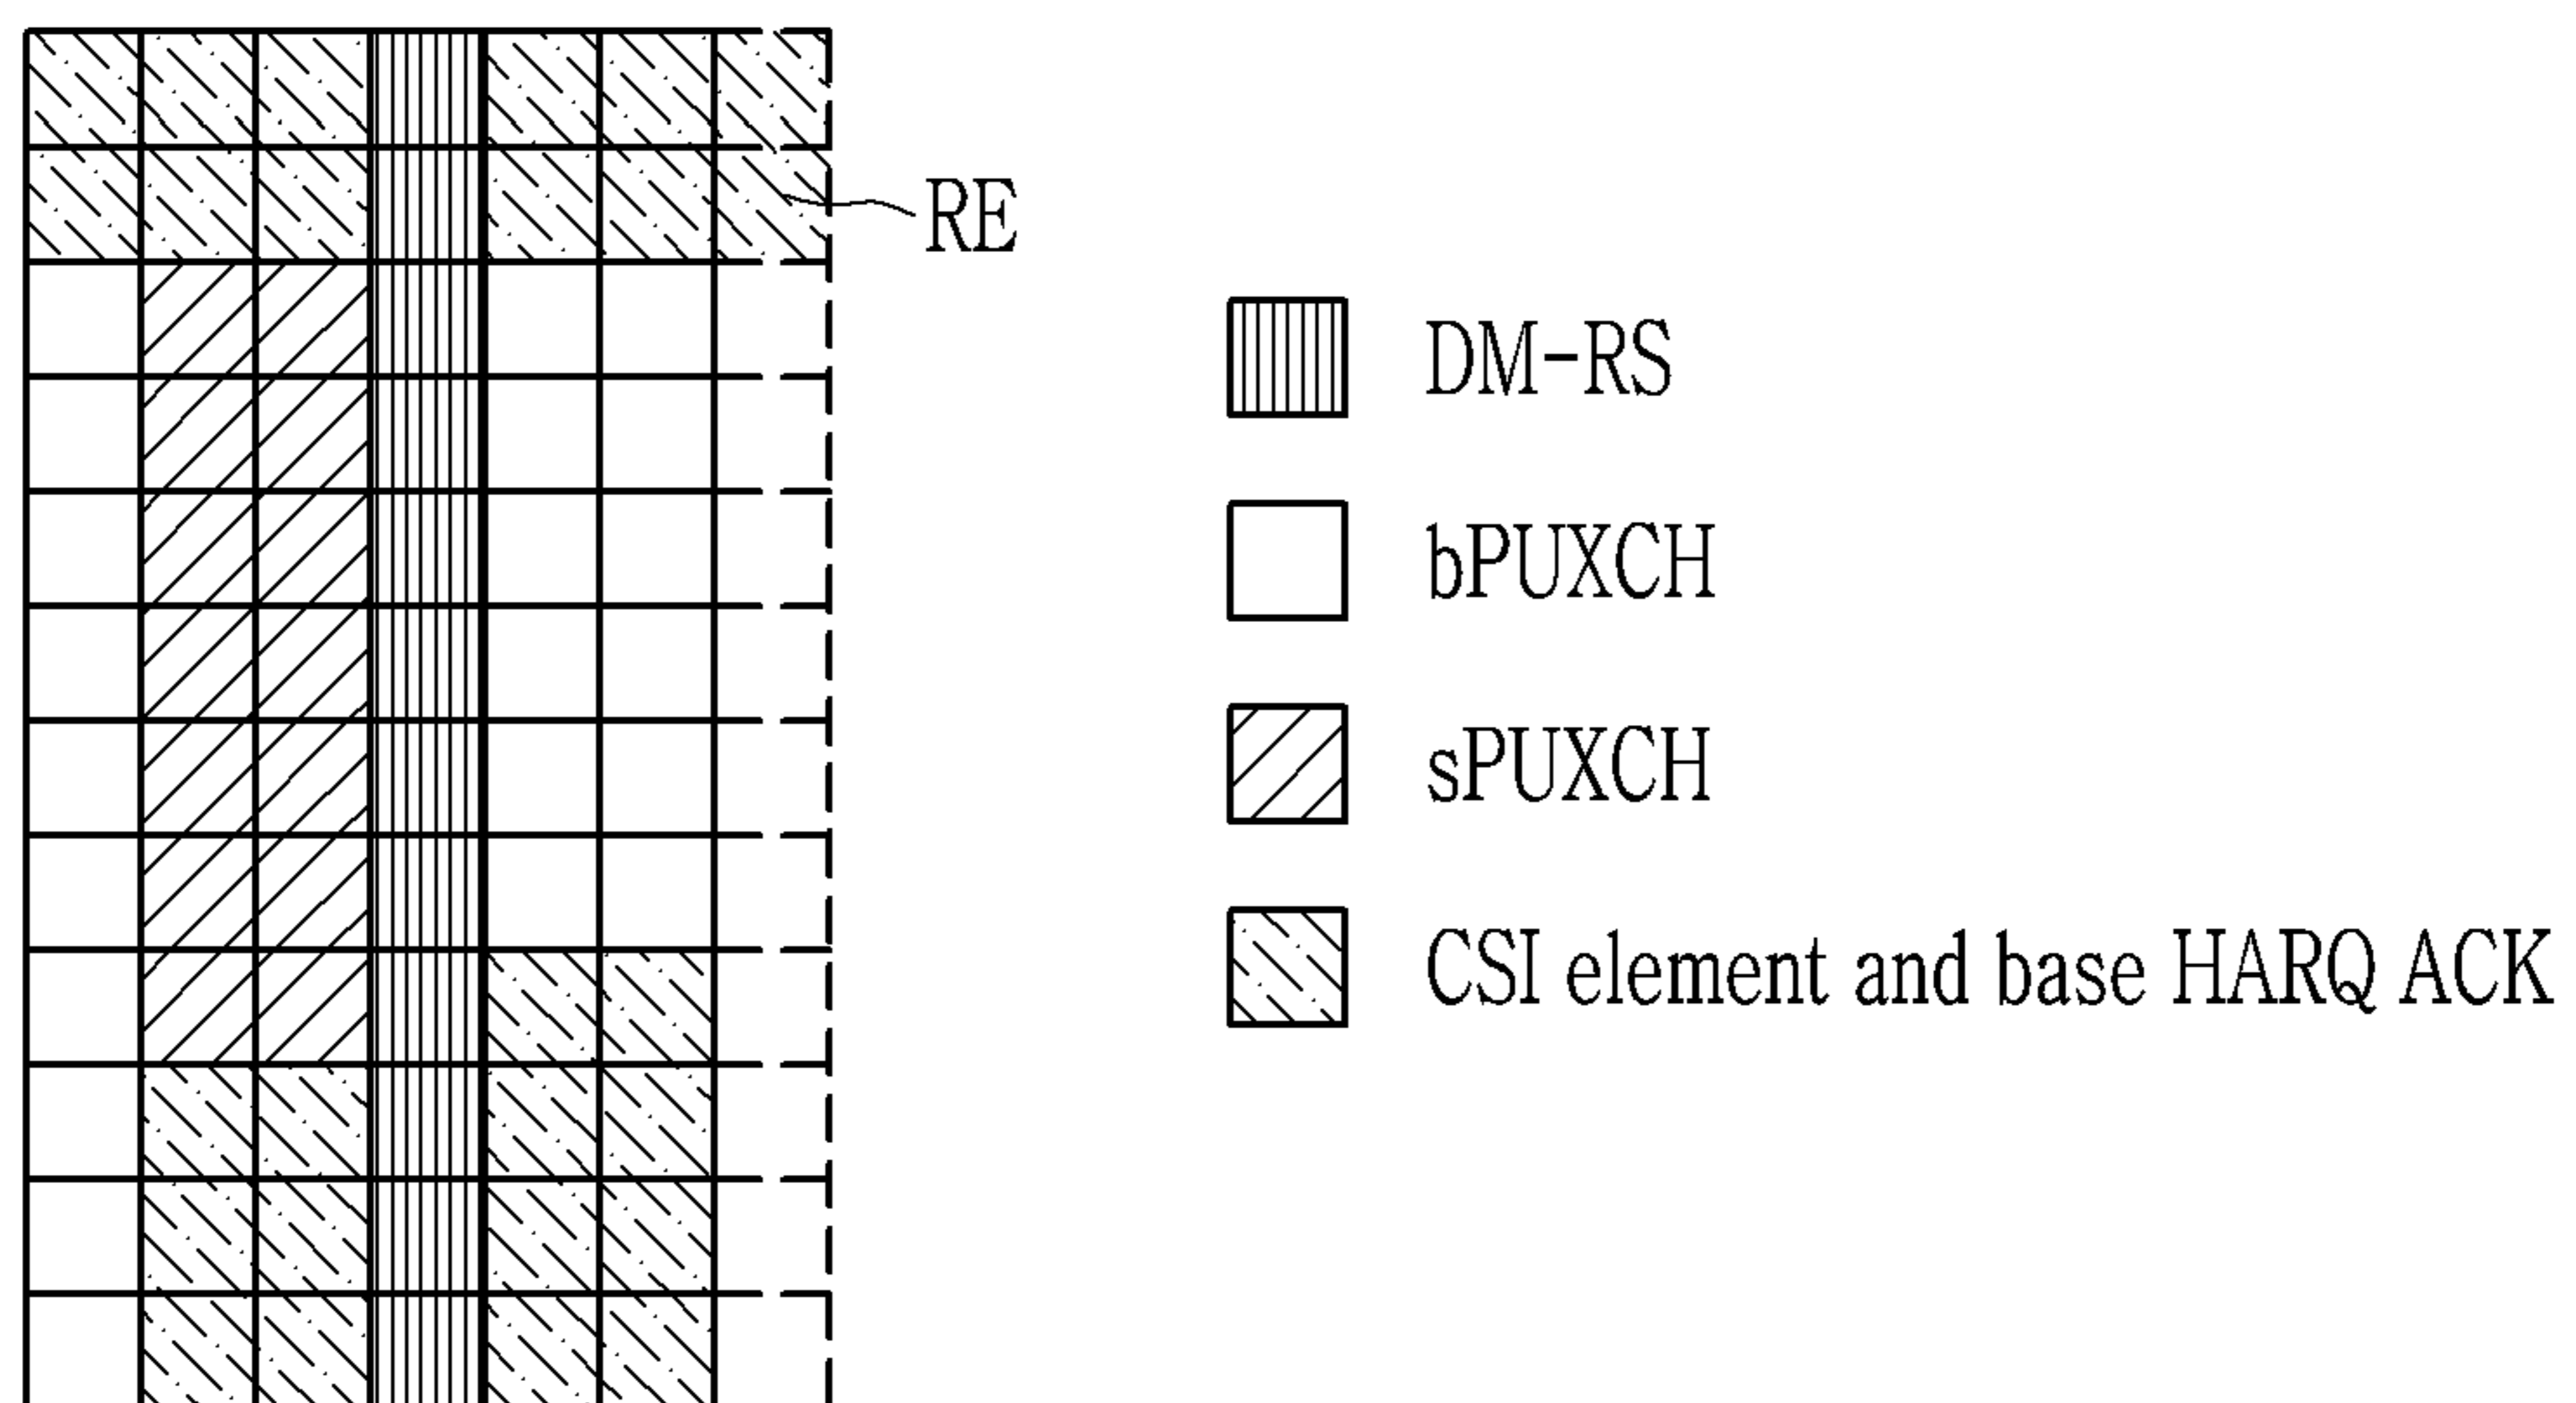 RE
DM-RS
bPUXCH
sPUXCH
CSI element and base HARQ ACK